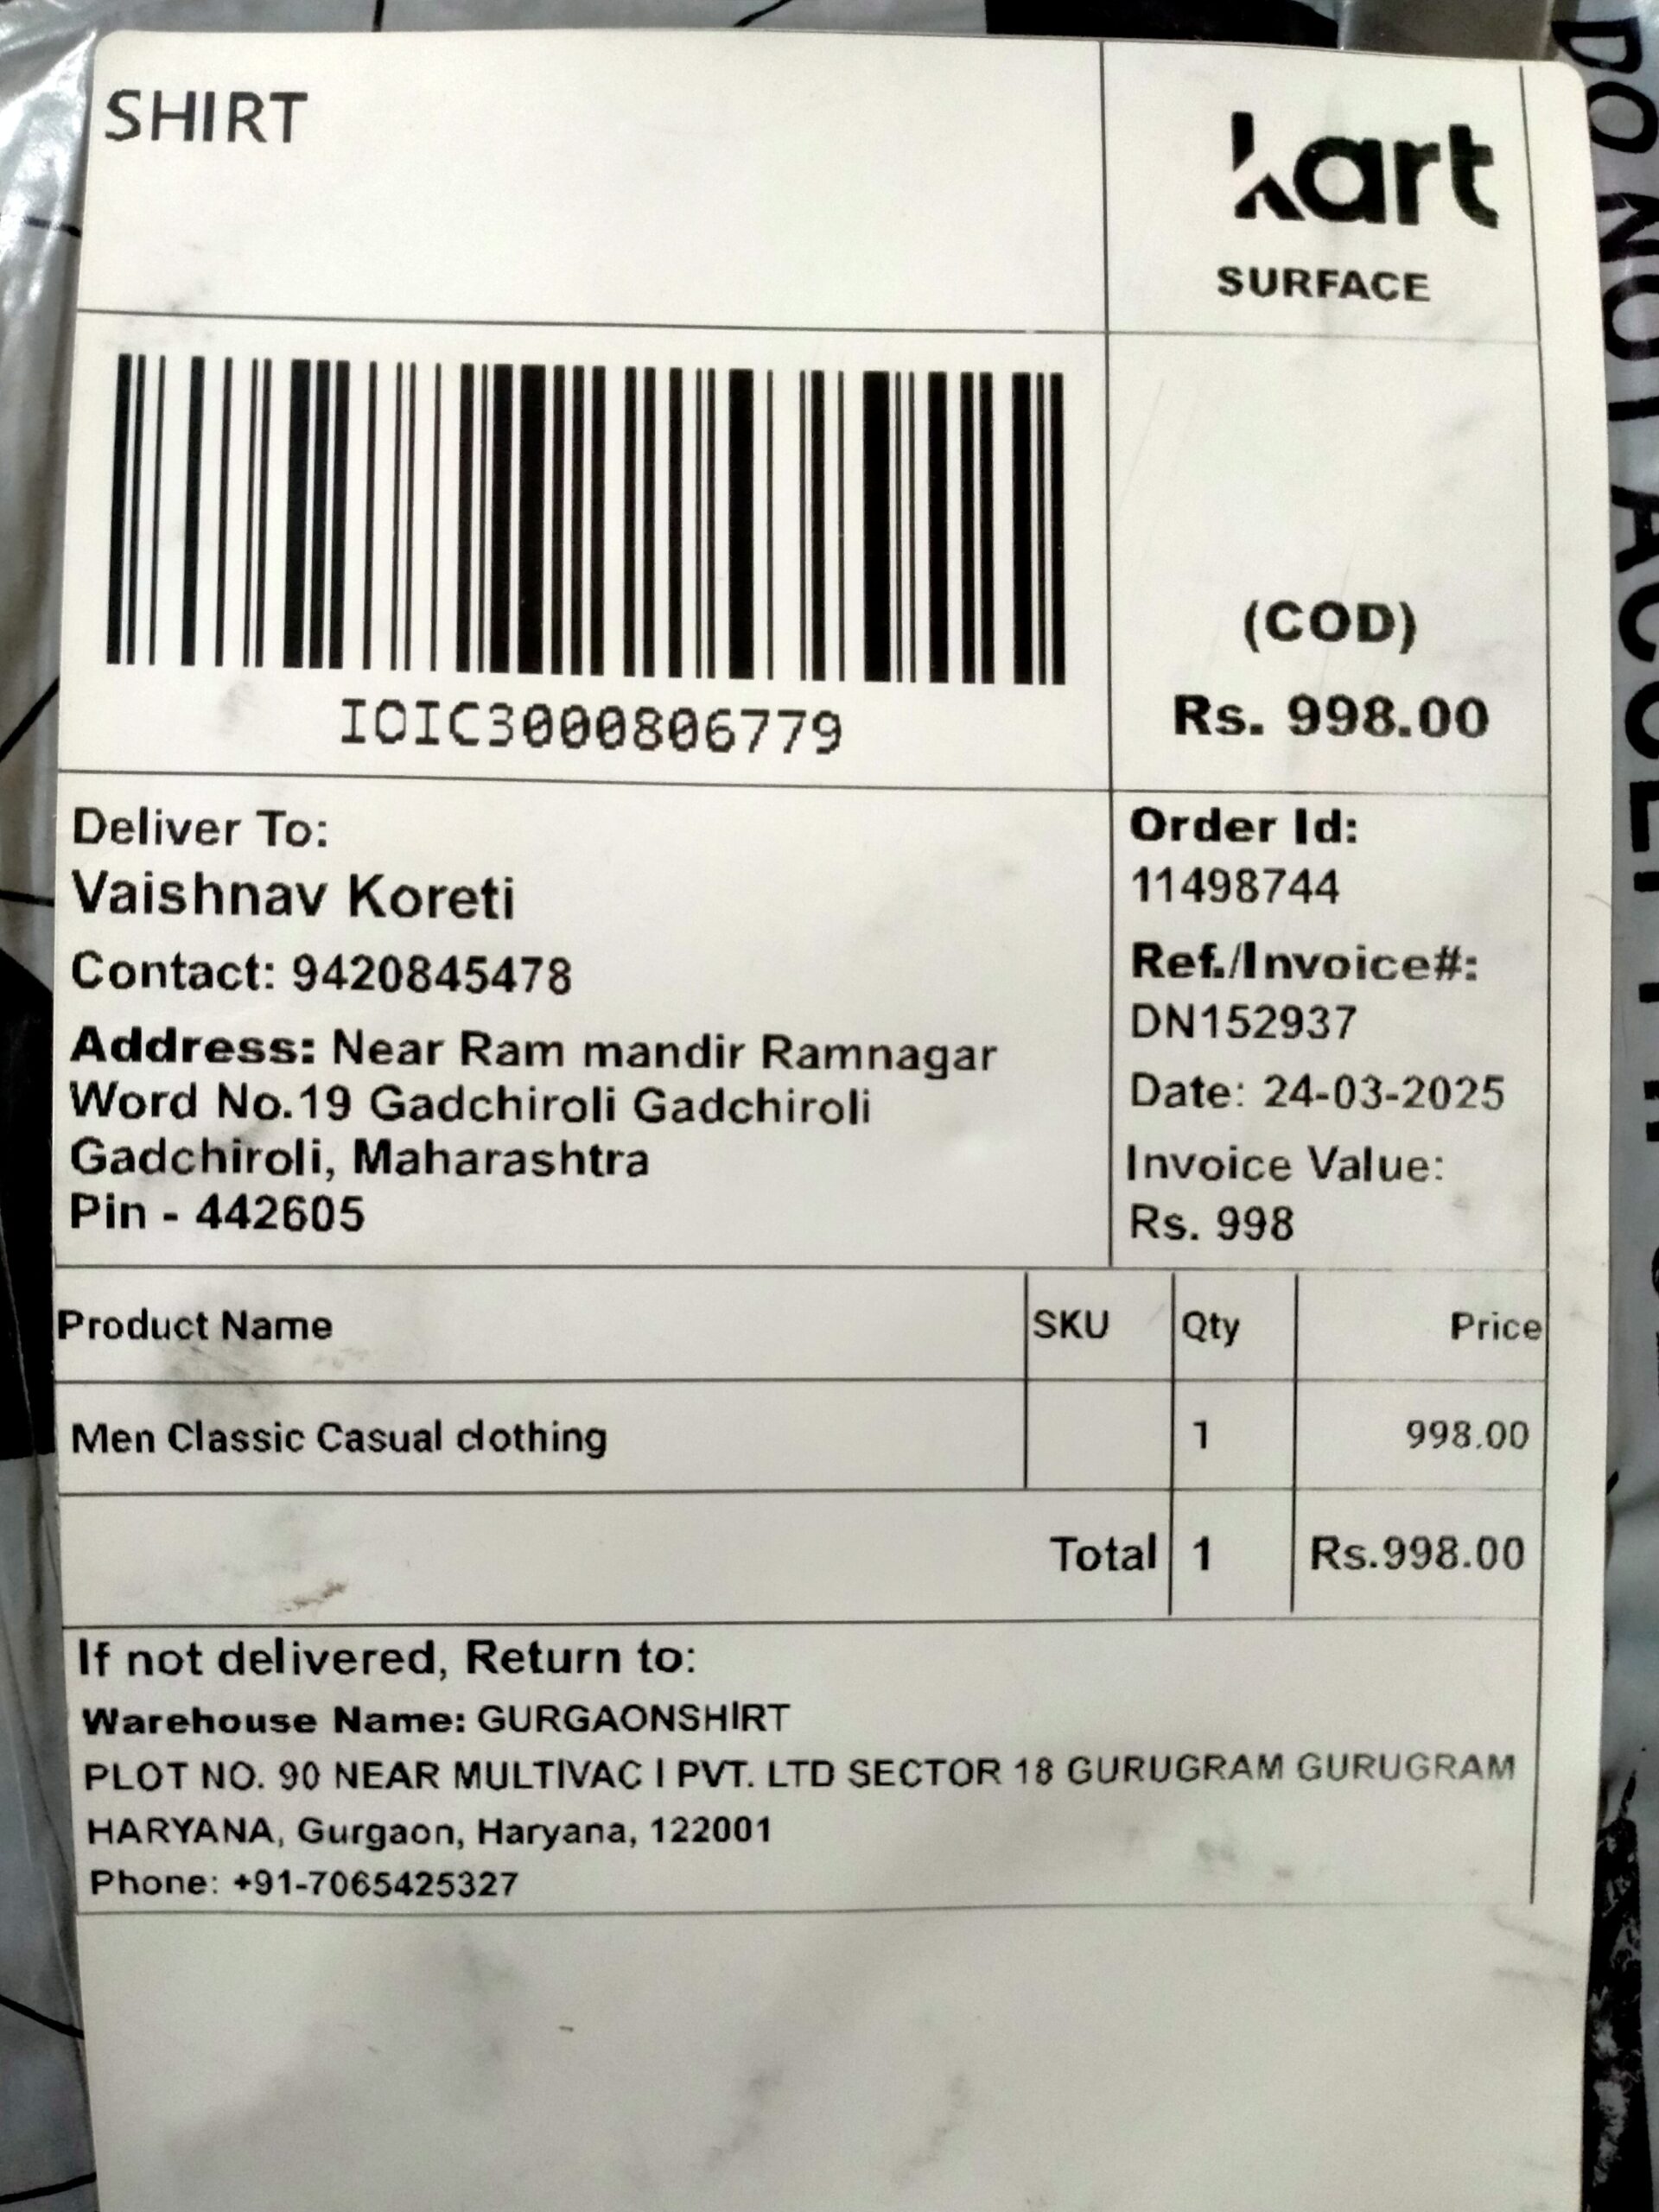 SHIRT
kart
SURFACE
IOIC3000806779
(COD)
Rs. 998.00
Deliver To:
Vaishnav Koreti
Contact: 9420845478
Address: Near Ram mandir Ramnagar
Word No.19 Gadchiroli Gadchiroli
Gadchiroli, Maharashtra
Pin - 442605
Order Id:
11498744
Ref./Invoice#:
DN152937
Date: 24-03-2025
Invoice Value:
Rs. 998
Product Name SKU Qty Price
Men Classic Casual clothing 1 998.00
Total 1 Rs.998.00
If not delivered, Return to:
Warehouse Name: GURGAONSHIRT
PLOT NO. 90 NEAR MULTIVAC I PVT. LTD SECTOR 18 GURUGRAM GURUGRAM
HARYANA, Gurgaon, Haryana, 122001
Phone: +91-7065425327
DO NOT ACCEPT